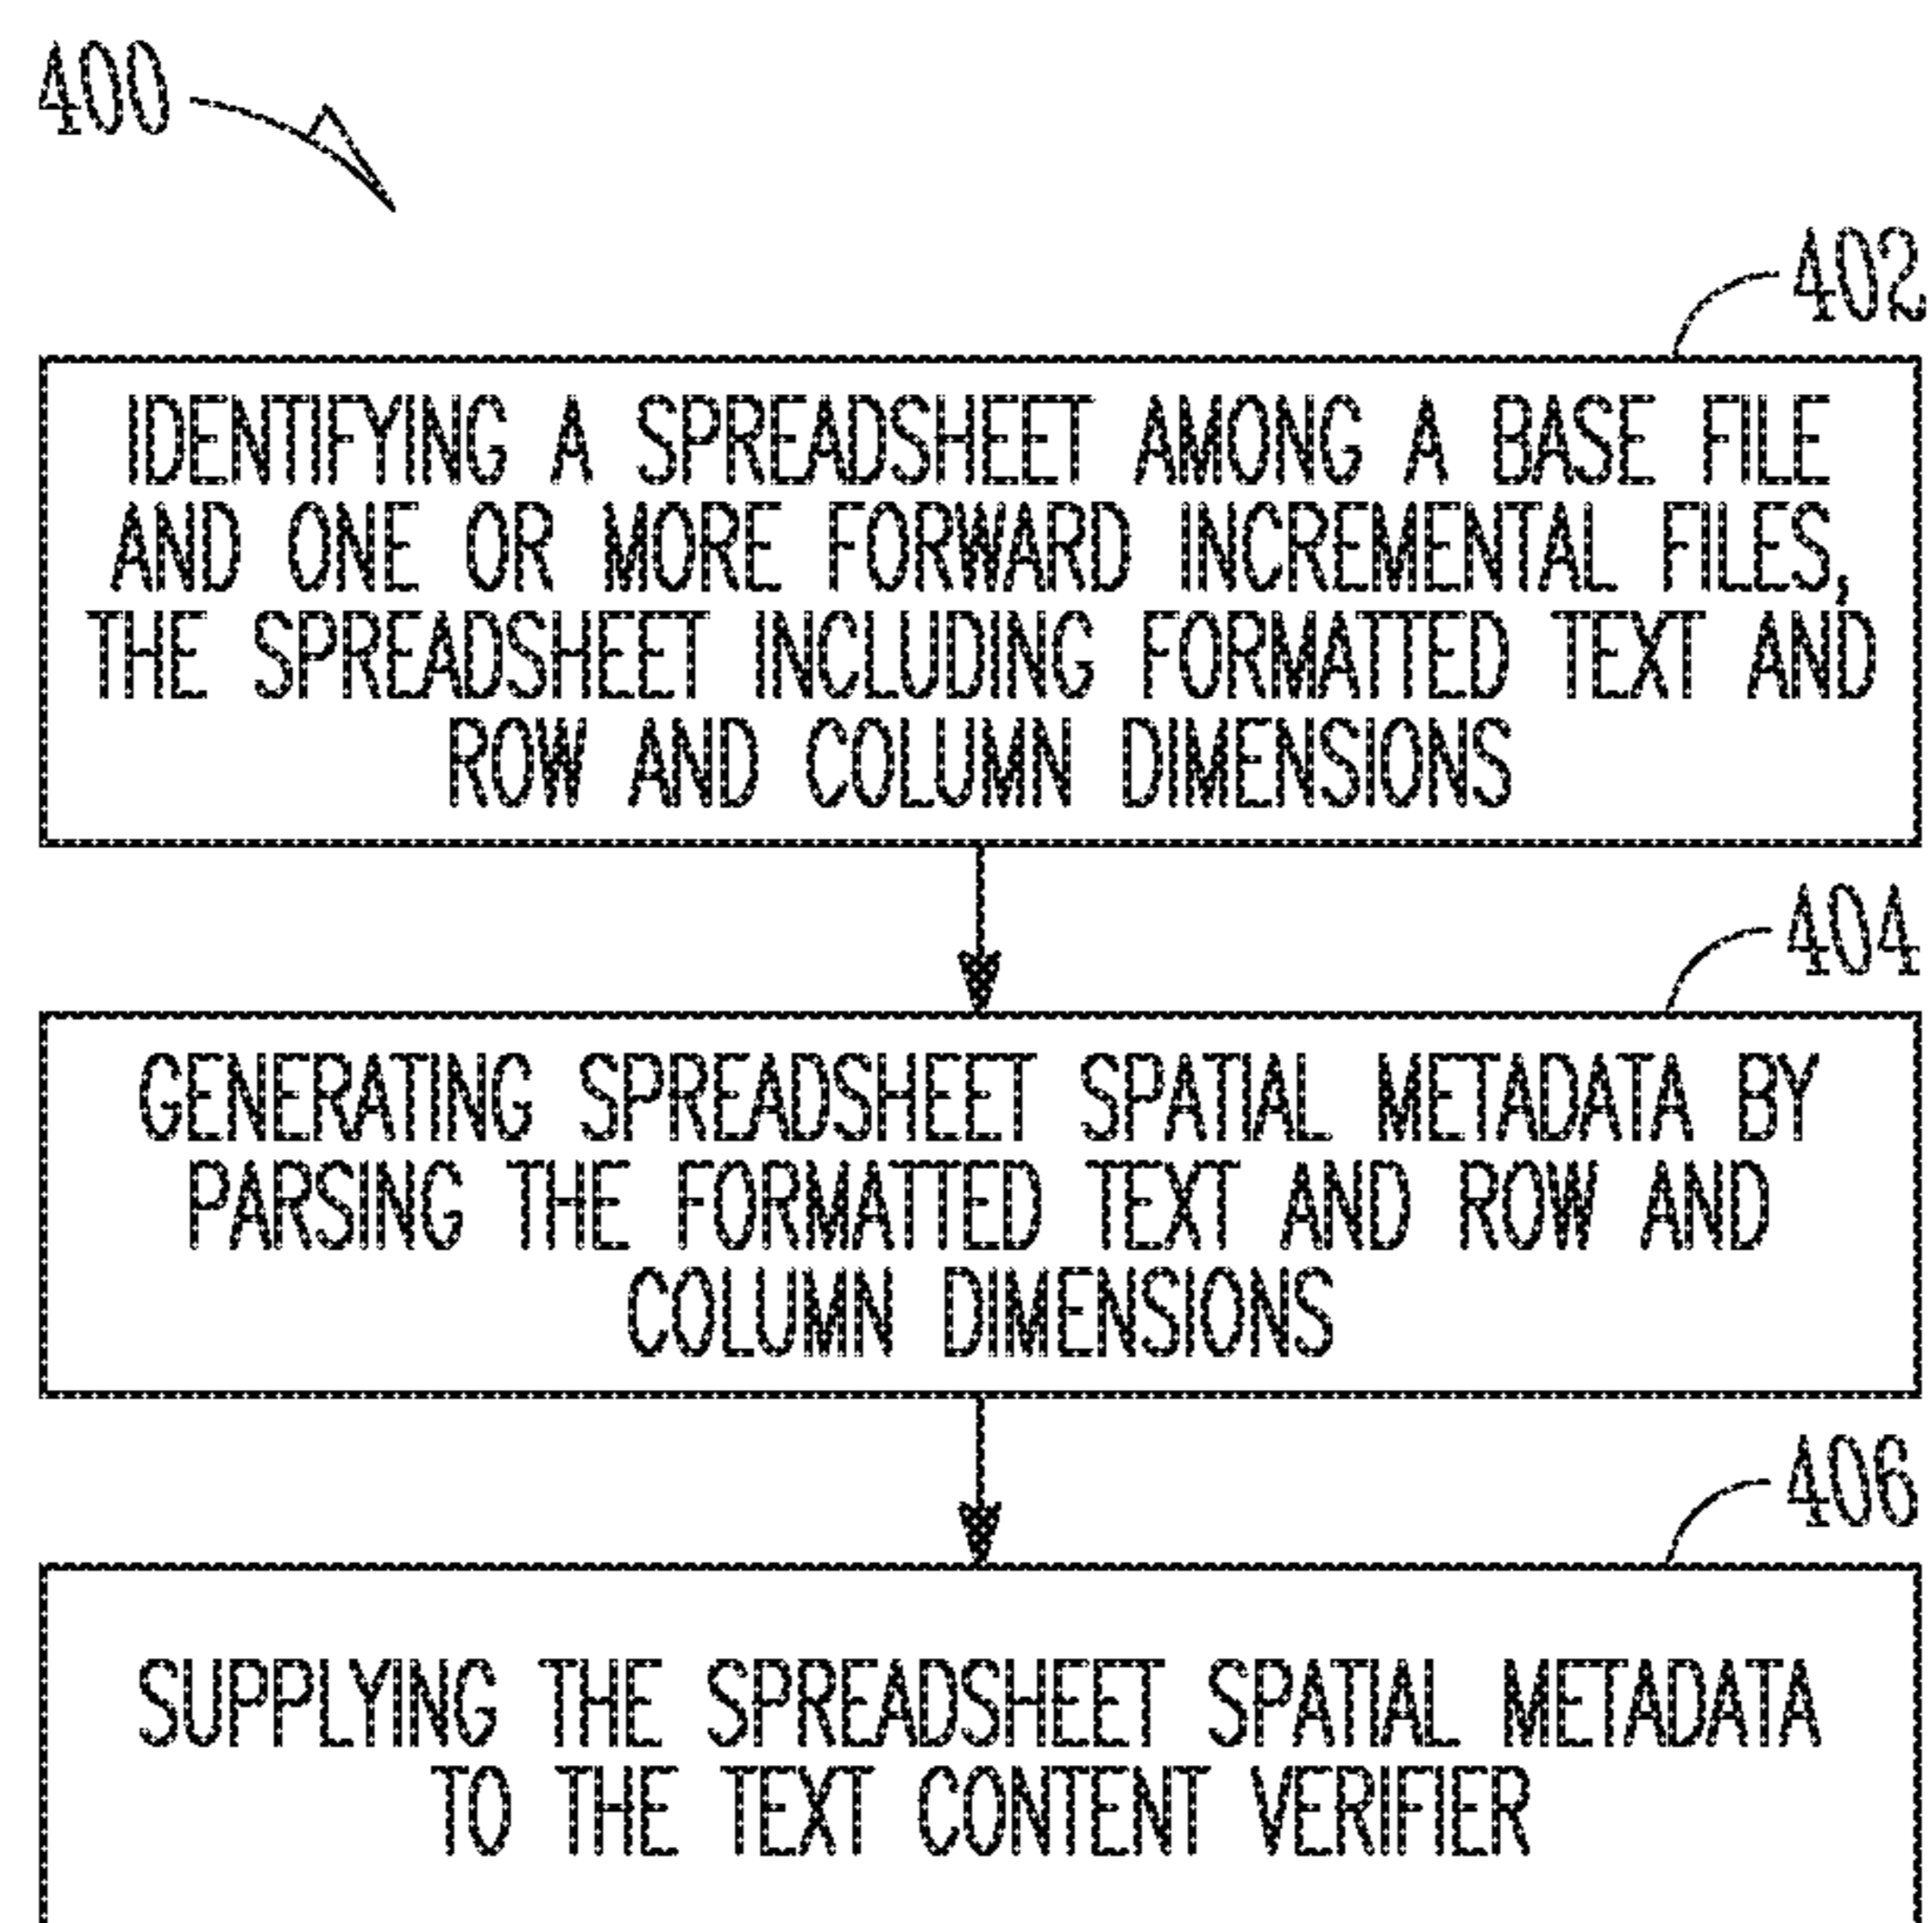 400
402
IDENTIFYING A SPREADSHEET AMONG A BASE FILE
AND ONE OR MORE FORWARD INCREMENTAL FILES,
THE SPREADSHEET INCLUDING FORMATTED TEXT AND
ROW AND COLUMN DIMENSIONS
404
GENERATING SPREADSHEET SPATIAL METADATA BY
PARSING THE FORMATTED TEXT AND ROW AND
COLUMN DIMENSIONS
406
SUPPLYING THE SPREADSHEET SPATIAL METADATA
TO THE TEXT CONTENT VERIFIER